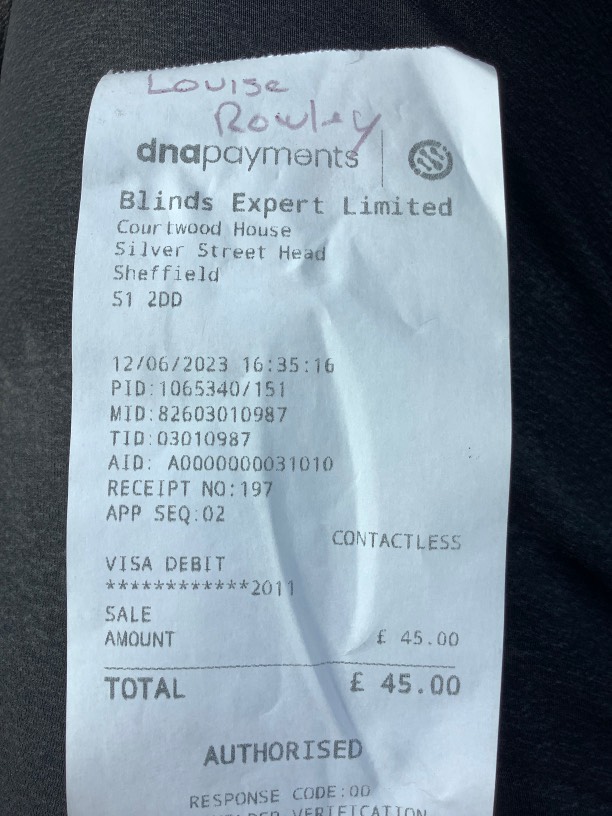 Louise
Rowley
dnapayments
Blinds Expert Limited
Courtwood House
Silver Street Head
Sheffield
S1 2DD
12/06/2023 16:35:16
PID:1065340/151
MID:82603010987
TID:03010987
AID: A0000000031010
RECEIPT NO:197
APP SEQ:02
CONTACTLESS
VISA DEBIT
************2011
SALE
AMOUNT £ 45.00
TOTAL £ 45.00
AUTHORISED
RESPONSE CODE:00
VERIFICATION